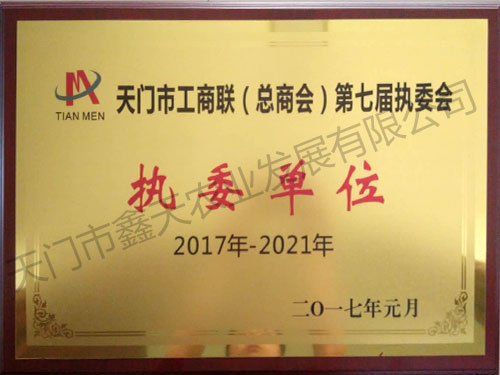 天门市工商联（总商会）第七届执委会
TIAN MEN
执委单位
2017年-2021年
二〇一七年元月
天门市鑫天农业发展有限公司